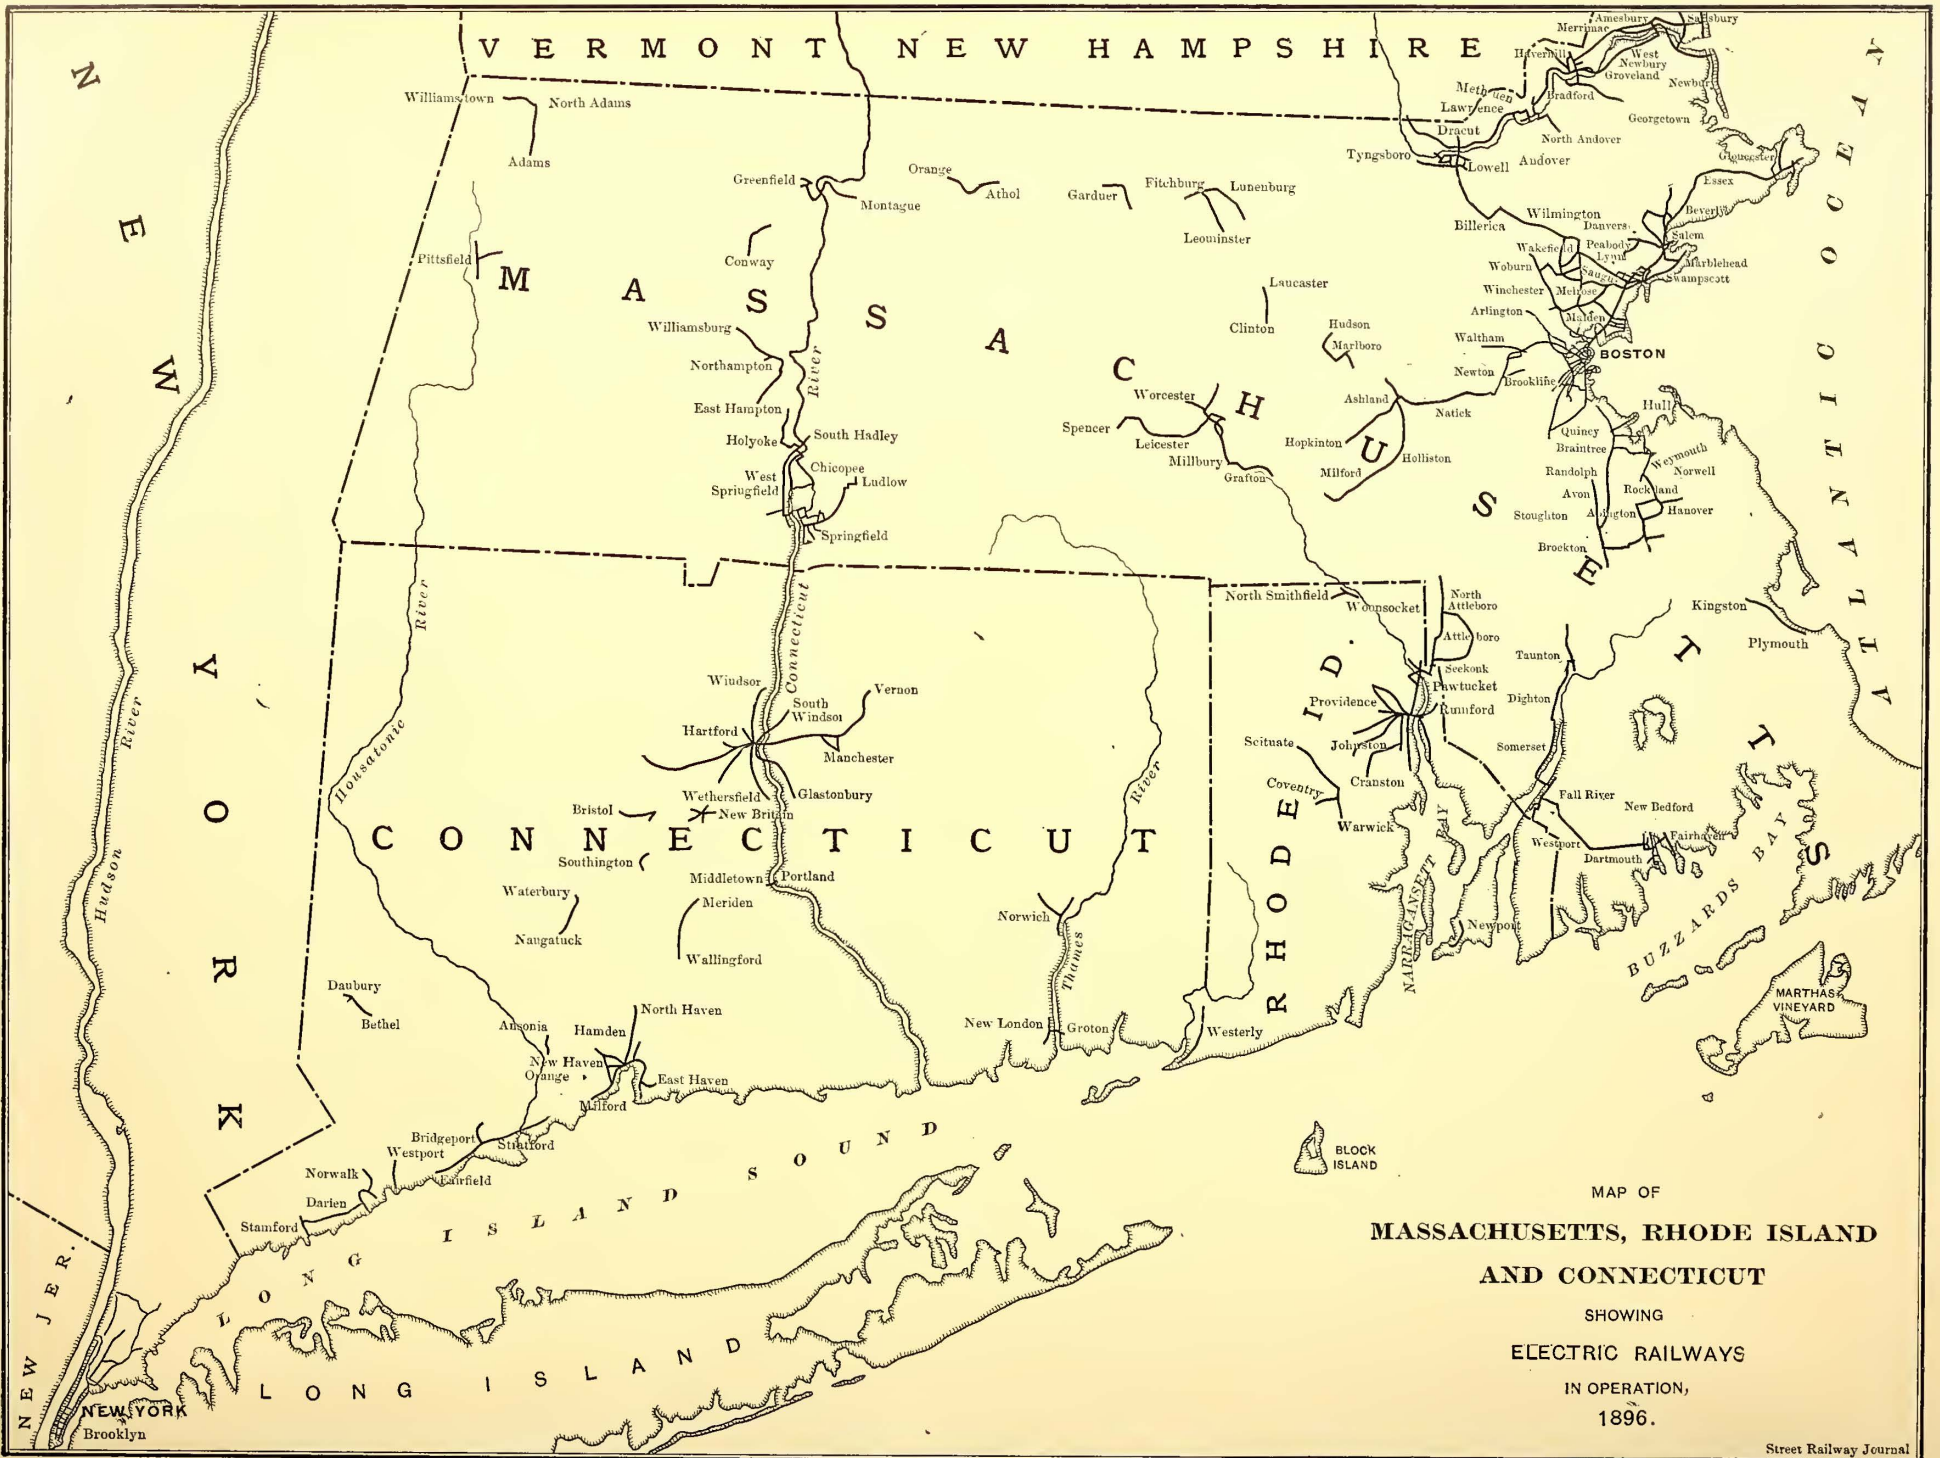 VERMONT
NEW HAMPSHIRE
NEW YORK
MASSACHUSETTS
CONNECTICUT
RHODE I D.
NEW JER.
ATLANTIC OCEAN
LONG ISLAND SOUND
LONG ISLAND
NARRAGANSETT BAY
BUZZARDS BAY
Hudson
River
Housatonic
River
Connecticut
River
Thames
River
Amesbury
Salisbury
Merrimac
Haverhill
West
Newbury
Groveland
Newbury
Methuen
Bradford
Lawrence
Georgetown
Dracut
North Andover
Tyngsboro
Lowell
Andover
Gloucester
Essex
Williamstown
North Adams
Adams
Greenfield
Montague
Orange
Athol
Gardner
Fitchburg
Lunenburg
Leominster
Billerica
Wilmington
Danvers
Beverly
Salem
Wakefield
Peabody
Lynn
Marblehead
Swampscott
Woburn
Saugus
Winchester
Melrose
Arlington
Malden
Waltham
BOSTON
Newton
Brookline
Pittsfield
Conway
Lancaster
Clinton
Hudson
Marlboro
Williamsburg
Northampton
East Hampton
Holyoke
South Hadley
Chicopee
West
Springfield
Ludlow
Springfield
Worcester
Spencer
Leicester
Millbury
Grafton
Ashland
Natick
Hopkinton
Milford
Holliston
Hull
Quincy
Braintree
Weymouth
Randolph
Norwell
Avon
Rockland
Stoughton
Abington
Hanover
Brockton
North Smithfield
Woonsocket
North
Attleboro
Attleboro
Kingston
Plymouth
Seekonk
Pawtucket
Taunton
Providence
Rumford
Dighton
Scituate
Johnston
Somerset
Cranston
Coventry
Warwick
Fall River
New Bedford
Fairhaven
Westport
Dartmouth
Newport
Windsor
Vernon
South
Windsor
Hartford
Manchester
Wethersfield
Glastonbury
Bristol
New Britain
Southington
Middletown
Portland
Waterbury
Meriden
Naugatuck
Wallingford
Norwich
Danbury
Bethel
Ansonia
Hamden
North Haven
New Haven
Orange
East Haven
Milford
New London
Groton
Westerly
Bridgeport
Stratford
Westport
Norwalk
Fairfield
Darien
Stamford
MARTHAS
VINEYARD
BLOCK
ISLAND
NEW YORK
Brooklyn
MAP OF
MASSACHUSETTS, RHODE ISLAND
AND CONNECTICUT
SHOWING
ELECTRIC RAILWAYS
IN OPERATION,
1896.
Street Railway Journal